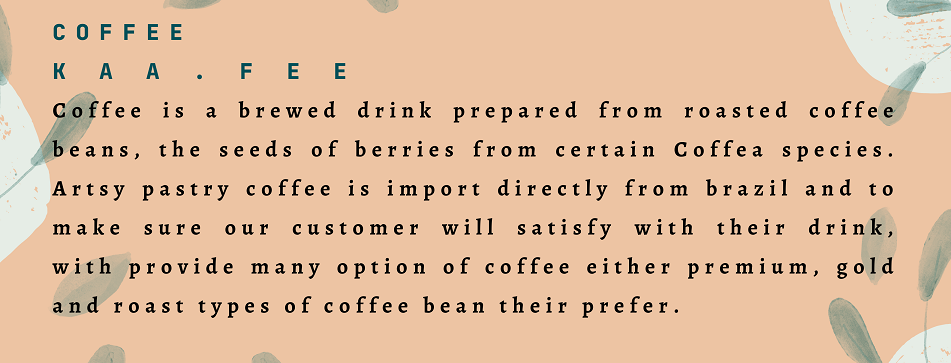 COFFEE
KAA.FEE
Coffee is a brewed drink prepared from roasted coffee
beans, the seeds of berries from certain Coffea species.
Artsy pastry coffee is import directly from brazil and to
make sure our customer will satisfy with their drink,
with provide many option of coffee either premium, gold
and roast types of coffee bean their prefer.